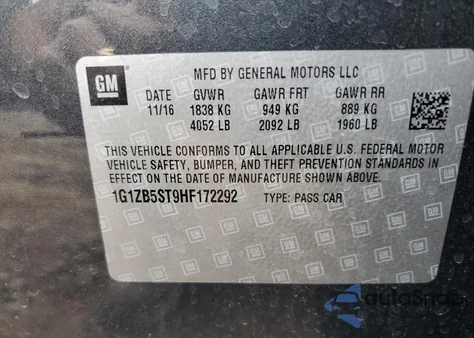 GM MFD BY GENERAL MOTORS LLC
DATE GVWR GAWR FRT GAWR RR
11/16 1838 KG 949 KG 889 KG
4052 LB 2092 LB 1960 LB
THIS VEHICLE CONFORMS TO ALL APPLICABLE U.S. FEDERAL MOTOR
VEHICLE SAFETY, BUMPER, AND THEFT PREVENTION STANDARDS IN
EFFECT ON THE DATE OF MANUFACTURE SHOWN ABOVE.
1G1ZB5ST9HF172292 TYPE: PASS CAR
autoSnap